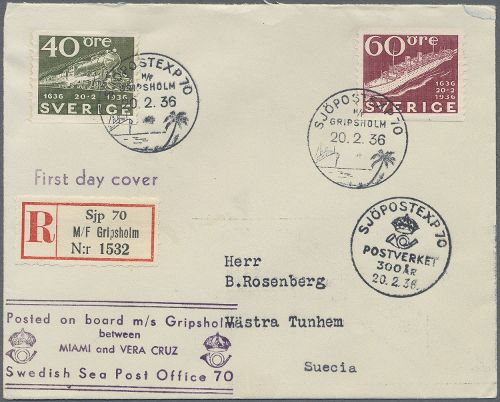 40 öre
1636 20-2 1936
SVERIGE
60 öre
1636
20-2
1936
SVERIGE
SJÖPOSTEXP. 70
M/S
GRIPSHOLM
20.2.36
SJÖPOSTEXP. 70
M/S
GRIPSHOLM
20.2.36
First day cover
R
Sjp 70
M/F Gripsholm
N:r 1532
SJÖPOSTEXP. 70
POSTVERKET
300 ÅR
20.2.36.
Herr
B.Rosenberg
Västra Tunhem
Suecia
Posted on board m/s Gripsholm
between
MIAMI and VERA CRUZ
Swedish Sea Post Office 70